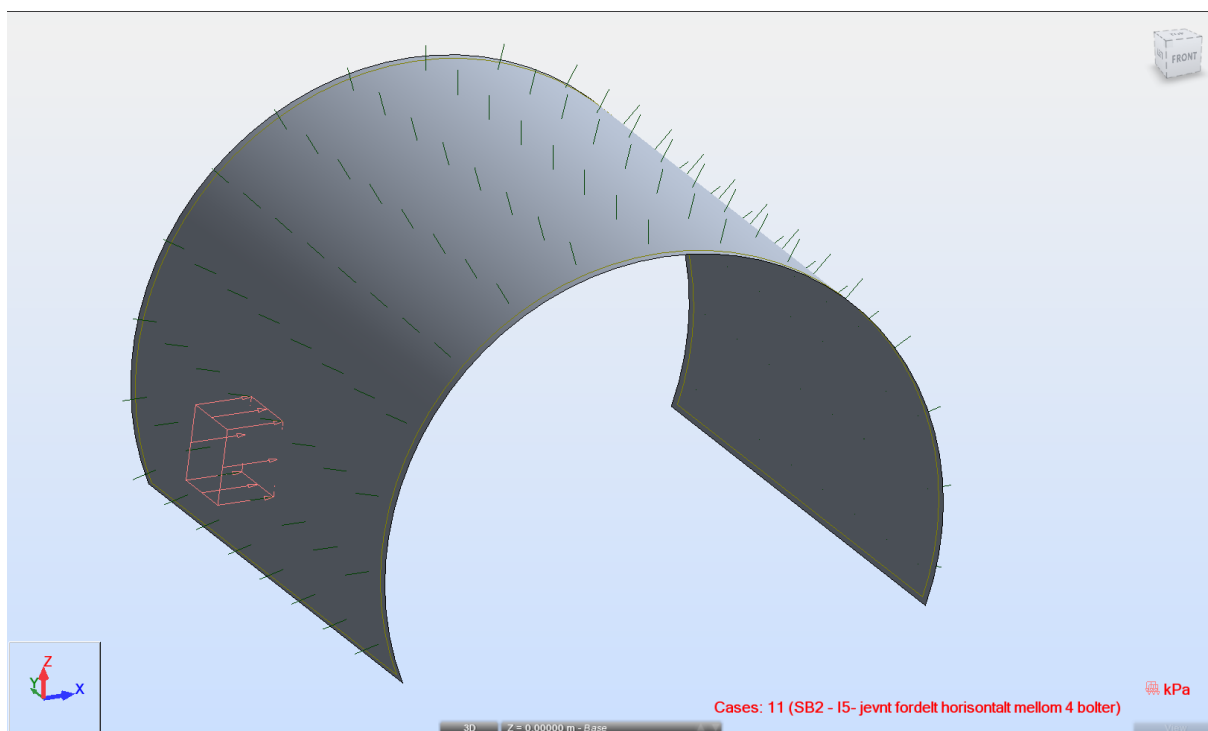 FRONT
Z
Y
X
kPa
Cases: 11 (SB2 - I5- jevnt fordelt horisontalt mellom 4 bolter)
3D Z = 0.00000 m - Base